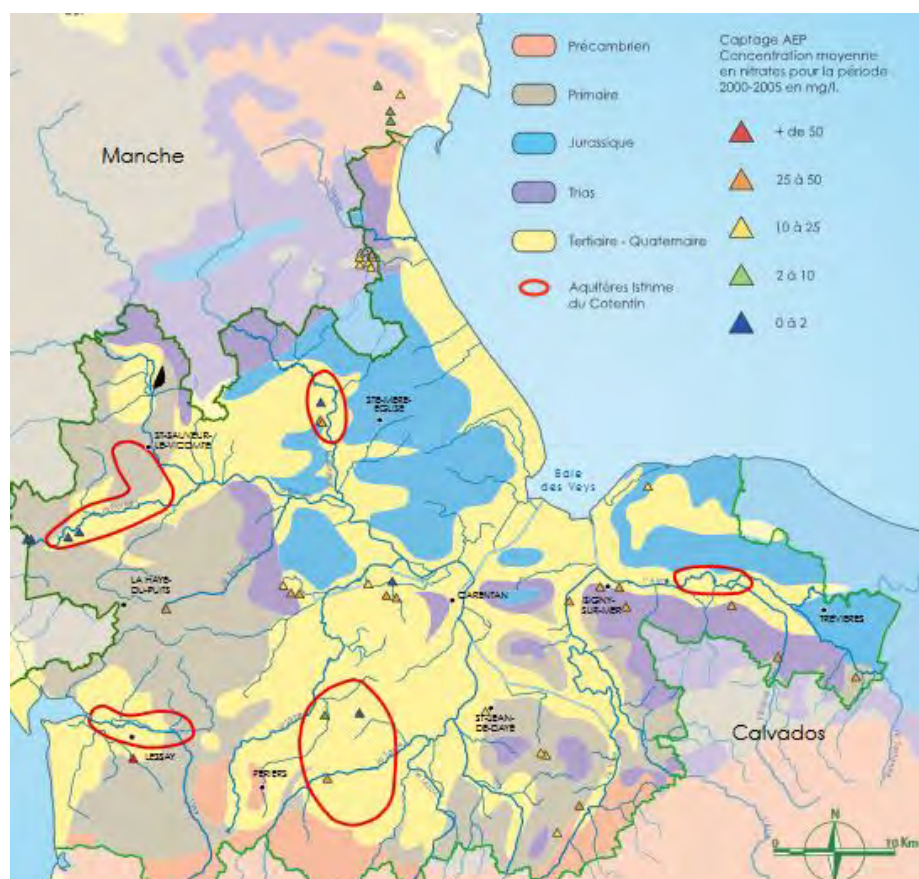 Précambrien
Primaire
Jurassique
Trias
Tertiaire - Quaternaire
Aquifères Isthme
du Cotentin
Captage AEP
Concentration moyenne
en nitrates pour la période
2000-2005 en mg/l.
+ de 50
25 à 50
10 à 25
2 à 10
0 à 2
Manche
STE-MERE-
EGLISE
ST-SAUVEUR-
LE-VICOMTE
Baie
des Veys
LA HAYE-
DU-PUITS
CARENTAN
ISIGNY-
SUR-MER
TREVIERES
ST-JEAN-
DE-DAYE
Calvados
LESSAY
PERIERS
N
0
10 Km